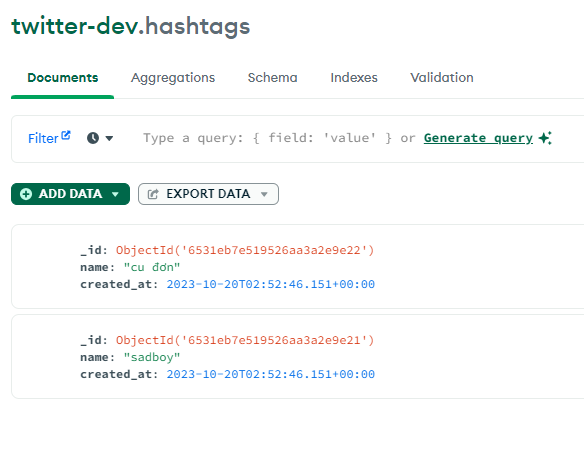 twitter-dev.hashtags
Documents Aggregations Schema Indexes Validation
Filter Type a query: { field: 'value' } or Generate query
ADD DATA EXPORT DATA
_id: ObjectId('6531eb7e519526aa3a2e9e22')
name: "cu đơn"
created_at: 2023-10-20T02:52:46.151+00:00
_id: ObjectId('6531eb7e519526aa3a2e9e21')
name: "sadboy"
created_at: 2023-10-20T02:52:46.151+00:00